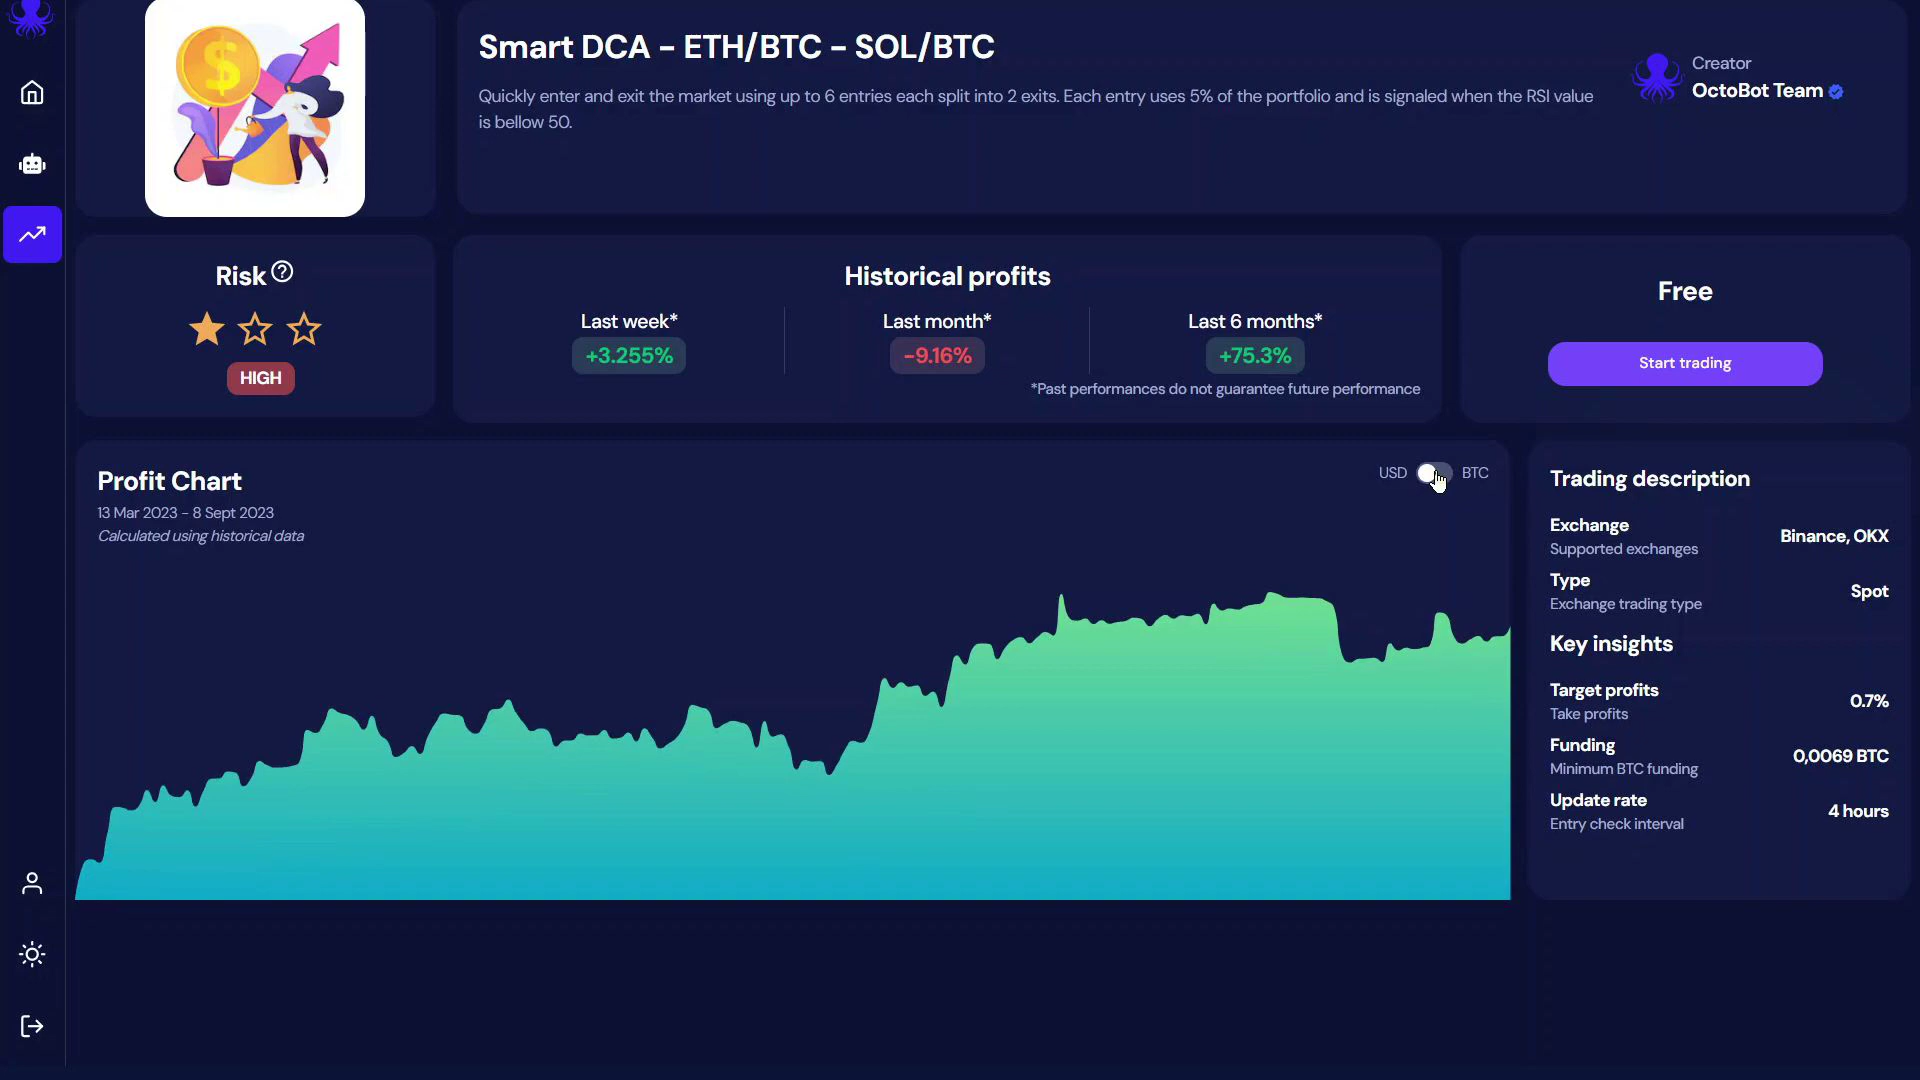 Smart DCA - ETH/BTC - SOL/BTC
Quickly enter and exit the market using up to 6 entries each split into 2 exits. Each entry uses 5% of the portfolio and is signaled when the RSI value
is bellow 50.
Creator
OctoBot Team
Risk
HIGH
Historical profits
Last week*
+3.255%
Last month*
-9.16%
Last 6 months*
+75.3%
*Past performances do not guarantee future performance
Free
Start trading
Profit Chart
13 Mar 2023 - 8 Sept 2023
Calculated using historical data
USD
BTC
Trading description
Exchange
Supported exchanges
Binance, OKX
Type
Exchange trading type
Spot
Key insights
Target profits
Take profits
0.7%
Funding
Minimum BTC funding
0,0069 BTC
Update rate
Entry check interval
4 hours